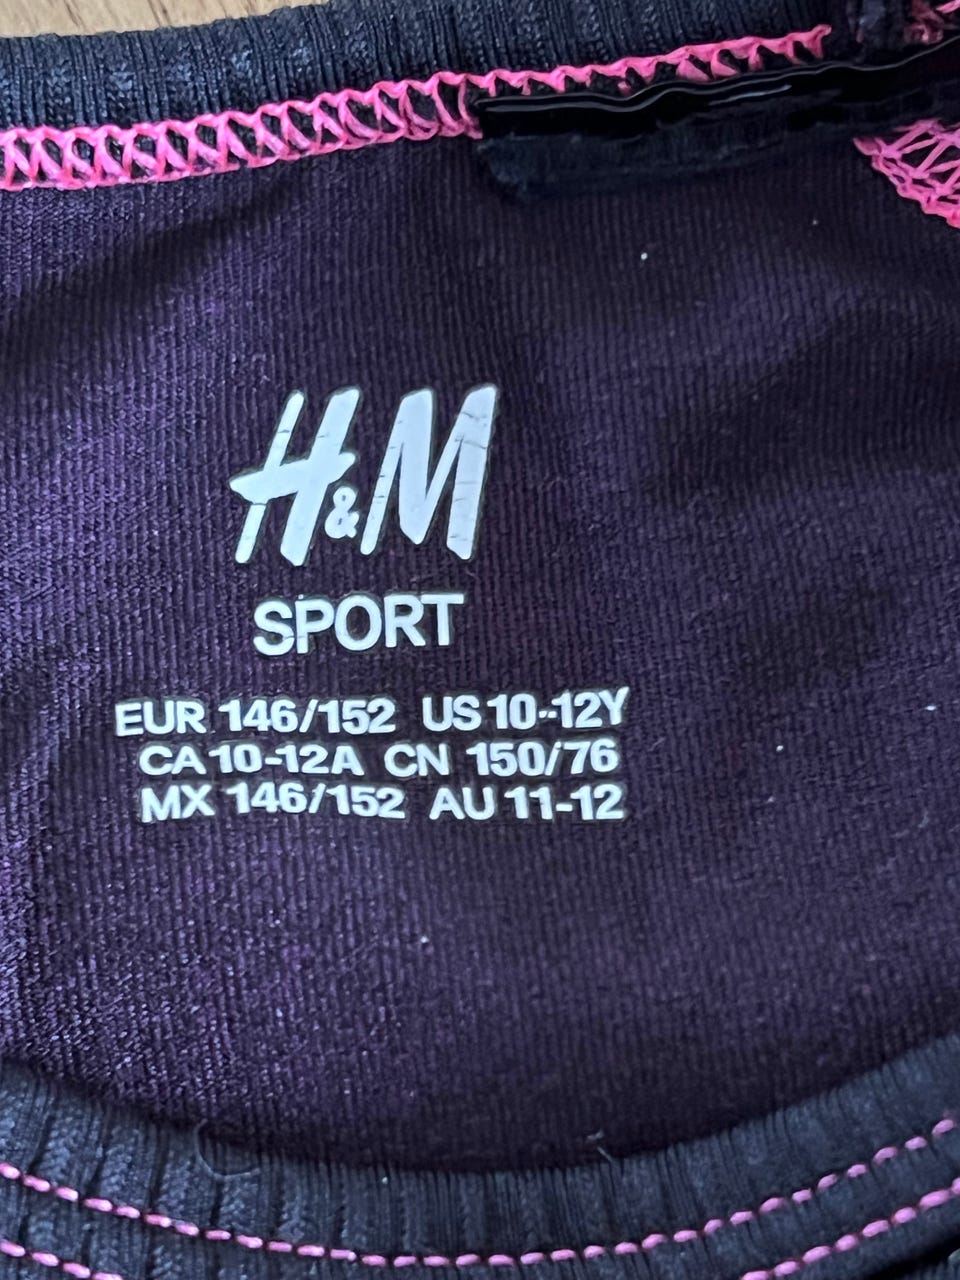 H&M
SPORT
EUR 146/152 US 10-12Y
CA 10-12A CN 150/76
MX 146/152 AU 11-12